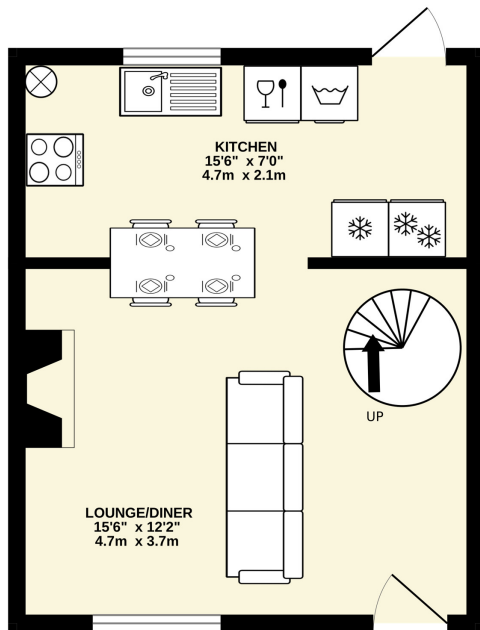 KITCHEN
15'6" x 7'0"
4.7m x 2.1m
UP
LOUNGE/DINER
15'6" x 12'2"
4.7m x 3.7m